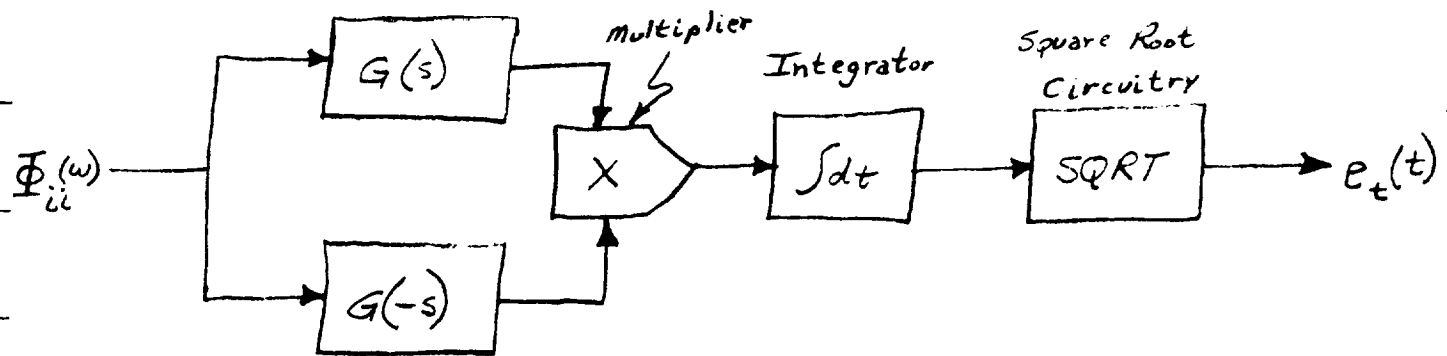 multiplier
Square Root
Circuitry
Integrator
G(s)
Φii(ω)
X
∫dt
SQRT
eₜ(t)
G(-s)